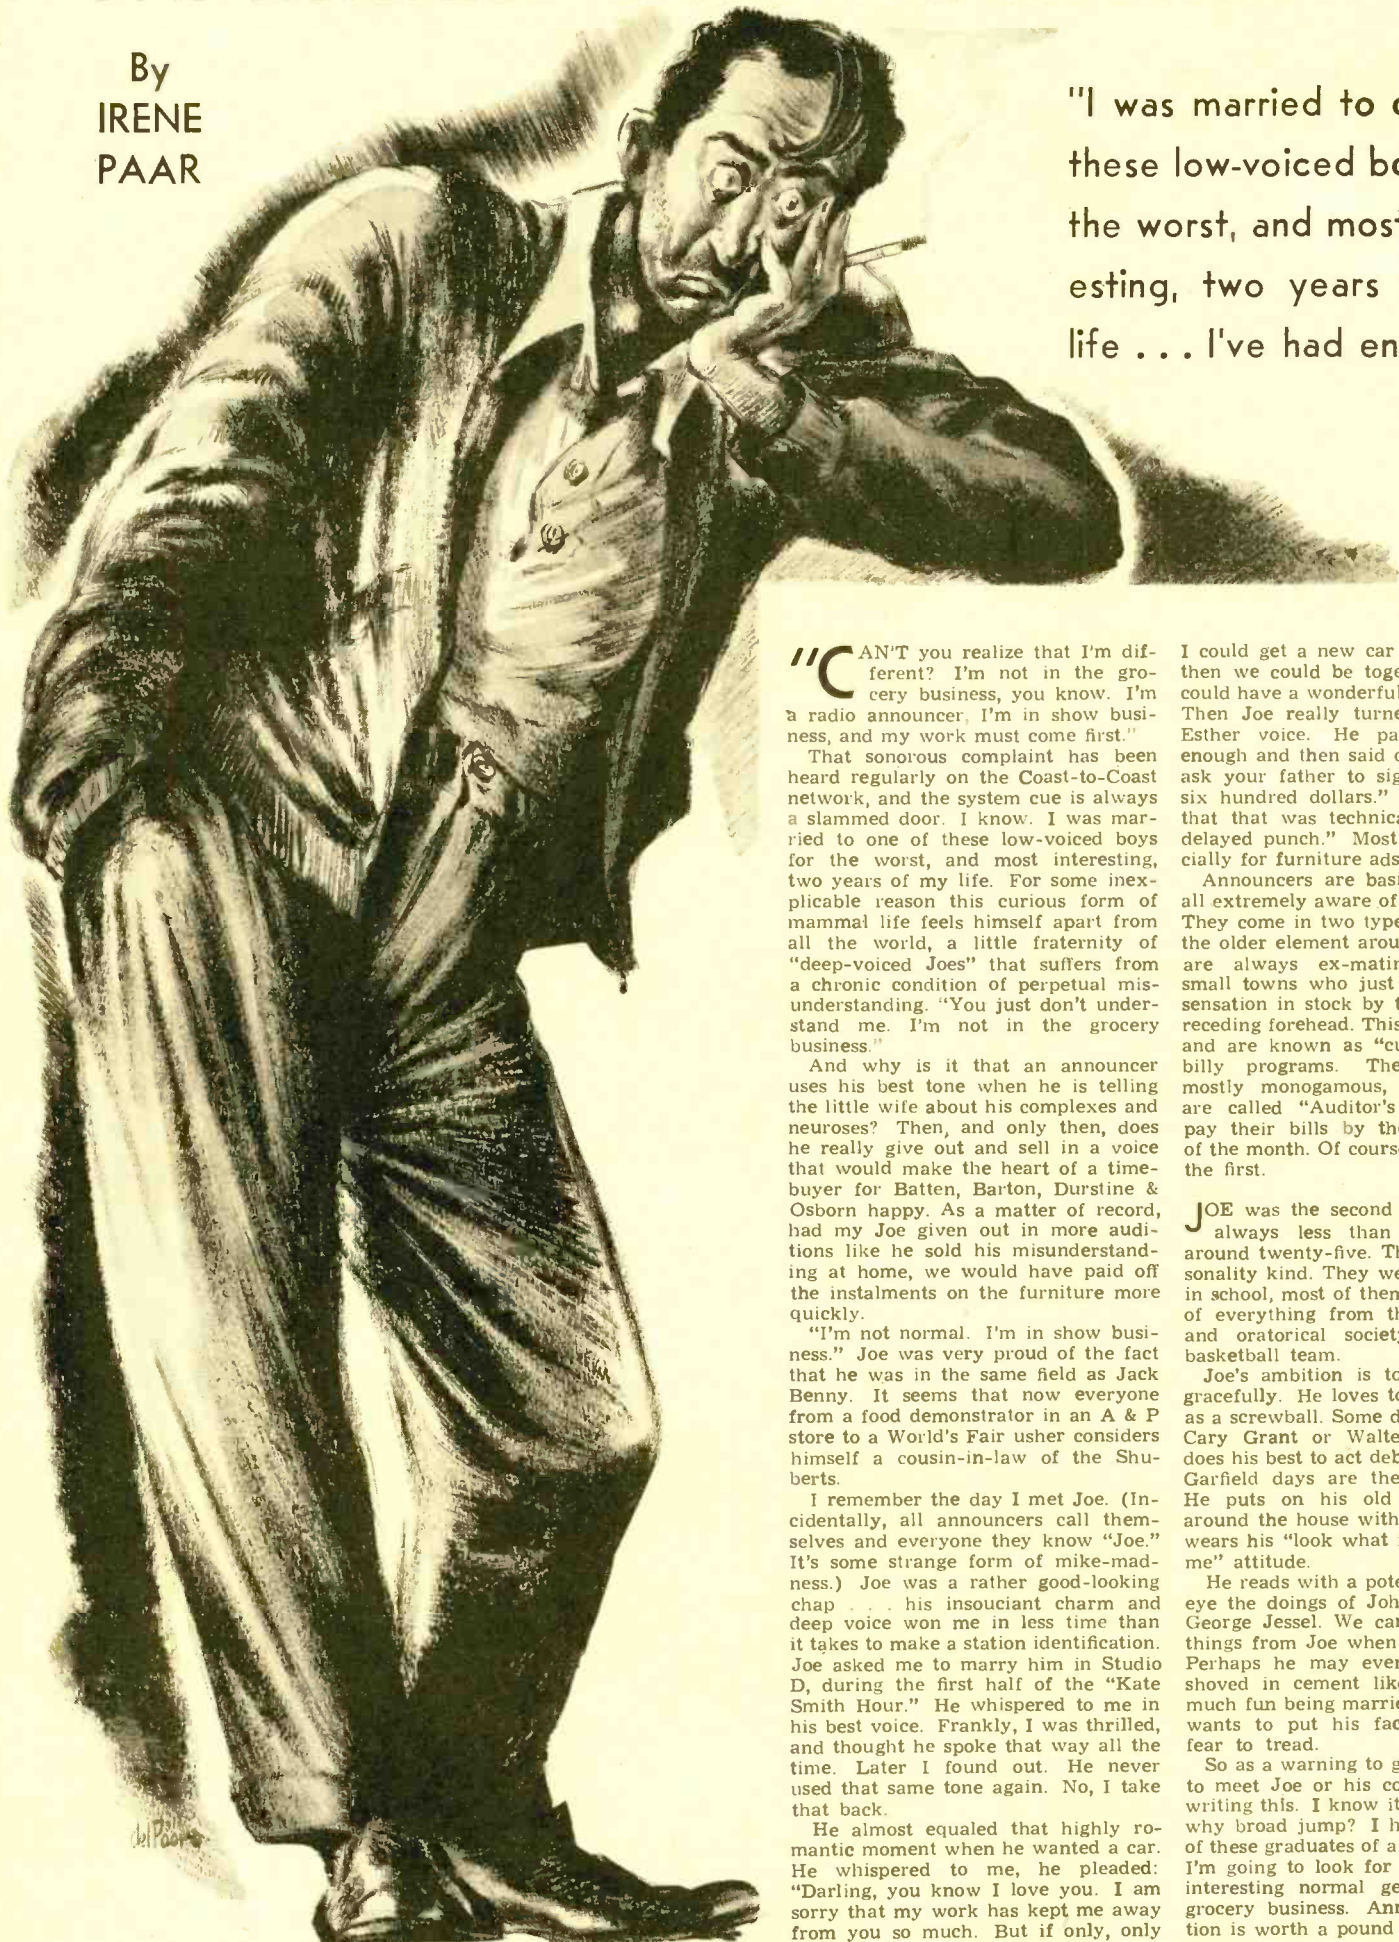 By
IRENE
PAAR
"I was married to
these low-voiced bo
the worst, and mos
esting, two years
life . . . I've had en
"CAN'T you realize that I'm dif-
ferent? I'm not in the gro-
cery business, you know. I'm
a radio announcer, I'm in show busi-
ness, and my work must come first."
That sonorous complaint has been
heard regularly on the Coast-to-Coast
network, and the system cue is always
a slammed door. I know. I was mar-
ried to one of these low-voiced boys
for the worst, and most interesting,
two years of my life. For some inex-
plicable reason this curious form of
mammal life feels himself apart from
all the world, a little fraternity of
"deep-voiced Joes" that suffers from
a chronic condition of perpetual mis-
understanding. "You just don't under-
stand me. I'm not in the grocery
business."
And why is it that an announcer
uses his best tone when he is telling
the little wife about his complexes and
neuroses? Then, and only then, does
he really give out and sell in a voice
that would make the heart of a time-
buyer for Batten, Barton, Durstine &
Osborn happy. As a matter of record,
had my Joe given out in more audi-
tions like he sold his misunderstand-
ing at home, we would have paid off
the instalments on the furniture more
quickly.
"I'm not normal. I'm in show busi-
ness." Joe was very proud of the fact
that he was in the same field as Jack
Benny. It seems that now everyone
from a food demonstrator in an A & P
store to a World's Fair usher considers
himself a cousin-in-law of the Shu-
berts.
I remember the day I met Joe. (In-
cidentally, all announcers call them-
selves and everyone they know "Joe."
It's some strange form of mike-mad-
ness.) Joe was a rather good-looking
chap . . . his insouciant charm and
deep voice won me in less time than
it takes to make a station identification.
Joe asked me to marry him in Studio
D, during the first half of the "Kate
Smith Hour." He whispered to me in
his best voice. Frankly, I was thrilled,
and thought he spoke that way all the
time. Later I found out. He never
used that same tone again. No, I take
that back.
He almost equaled that highly ro-
mantic moment when he wanted a car.
He whispered to me, he pleaded:
"Darling, you know I love you. I am
sorry that my work has kept me away
from you so much. But if only, only
I could get a new car
then we could be toge
could have a wonderful
Then Joe really turne
Esther voice. He pa
enough and then said
ask your father to sig
six hundred dollars."
that that was technica
delayed punch." Most
cially for furniture ads
Announcers are bas
all extremely aware of
They come in two type
the older element arou
are always ex-matin
small towns who just
sensation in stock by t
receding forehead. This
and are known as "cu
billy programs. The
mostly monogamous,
are called "Auditor's
pay their bills by th
of the month. Of cours
the first.
JOE was the second
always less than
around twenty-five. Th
sonality kind. They we
in school, most of them
of everything from th
and oratorical societ
basketball team.
Joe's ambition is to
gracefully. He loves to
as a screwball. Some d
Cary Grant or Walte
does his best to act deb
Garfield days are the
He puts on his old
around the house with
wears his "look what
me" attitude.
He reads with a pote
eye the doings of Joh
George Jessel. We ca
things from Joe when
Perhaps he may ever
shoved in cement lik
much fun being marrie
wants to put his fac
fear to tread.
So as a warning to g
to meet Joe or his co
writing this. I know it
why broad jump? I h
of these graduates of a
I'm going to look for
interesting normal ge
grocery business. Ann
tion is worth a pound